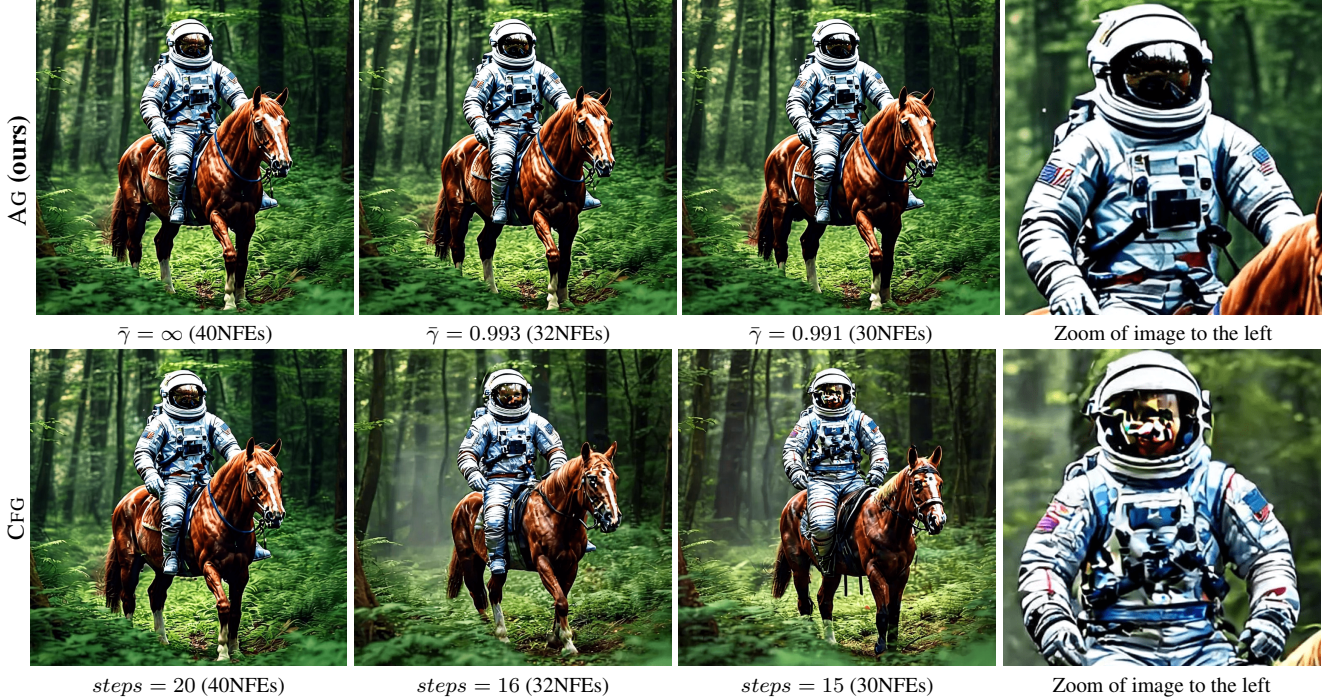 AG (ours)
γ̄ = ∞ (40NFEs)
γ̄ = 0.993 (32NFEs)
γ̄ = 0.991 (30NFEs)
Zoom of image to the left
CFG
steps = 20 (40NFEs)
steps = 16 (32NFEs)
steps = 15 (30NFEs)
Zoom of image to the left